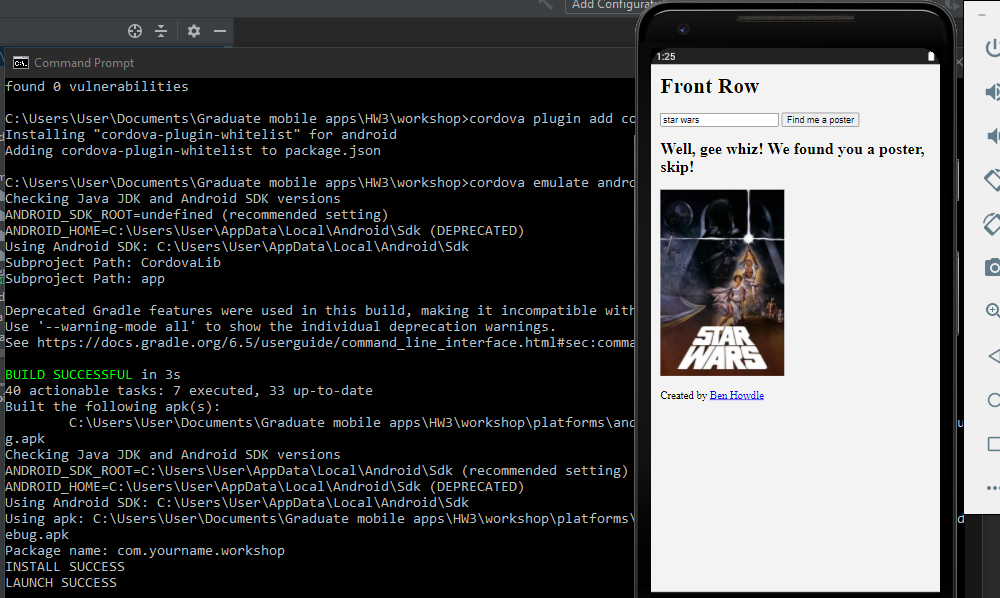 Add Configurat
Command Prompt
found 0 vulnerabilities
C:\Users\User\Documents\Graduate mobile apps\HW3\workshop>cordova plugin add co
Installing "cordova-plugin-whitelist" for android
Adding cordova-plugin-whitelist to package.json
C:\Users\User\Documents\Graduate mobile apps\HW3\workshop>cordova emulate andro
Checking Java JDK and Android SDK versions
ANDROID_SDK_ROOT=undefined (recommended setting)
ANDROID_HOME=C:\Users\User\AppData\Local\Android\Sdk (DEPRECATED)
Using Android SDK: C:\Users\User\AppData\Local\Android\Sdk
Subproject Path: CordovaLib
Subproject Path: app
Deprecated Gradle features were used in this build, making it incompatible with
Use '--warning-mode all' to show the individual deprecation warnings.
See https://docs.gradle.org/6.5/userguide/command_line_interface.html#sec:comma
BUILD SUCCESSFUL in 3s
40 actionable tasks: 7 executed, 33 up-to-date
Built the following apk(s):
C:\Users\User\Documents\Graduate mobile apps\HW3\workshop\platforms\and
g.apk
Checking Java JDK and Android SDK versions
ANDROID_SDK_ROOT=C:\Users\User\AppData\Local\Android\Sdk (recommended setting)
ANDROID_HOME=C:\Users\User\AppData\Local\Android\Sdk (DEPRECATED)
Using Android SDK: C:\Users\User\AppData\Local\Android\Sdk
Using apk: C:\Users\User\Documents\Graduate mobile apps\HW3\workshop\platforms\
ebug.apk
Package name: com.yourname.workshop
INSTALL SUCCESS
LAUNCH SUCCESS
1:25
Front Row
star wars Find me a poster
Well, gee whiz! We found you a poster,
skip!
STAR
WARS
Created by Ben Howdle